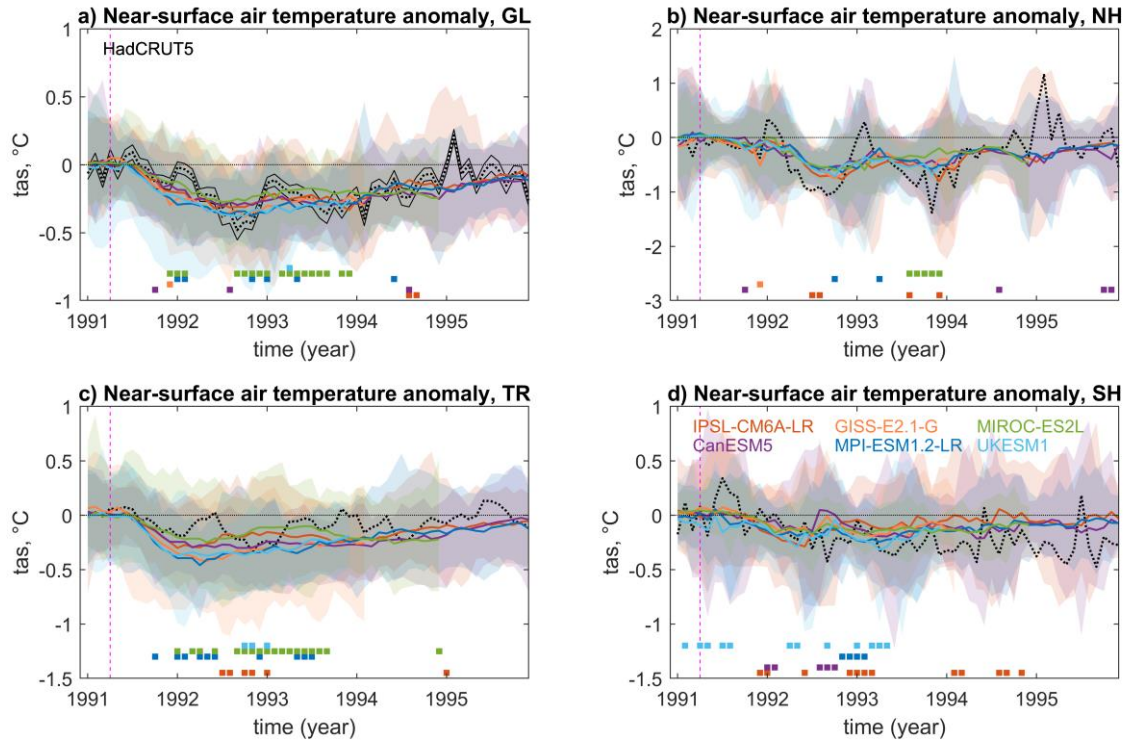 a) Near-surface air temperature anomaly, GL
HadCRUT5
1
0.5
0
-0.5
-1
tas, °C
1991 1992 1993 1994 1995
time (year)
b) Near-surface air temperature anomaly, NH
2
1
0
-1
-2
-3
tas, °C
1991 1992 1993 1994 1995
time (year)
c) Near-surface air temperature anomaly, TR
1
0.5
0
-0.5
-1
-1.5
tas, °C
1991 1992 1993 1994 1995
time (year)
d) Near-surface air temperature anomaly, SH
IPSL-CM6A-LR GISS-E2.1-G MIROC-ES2L
CanESM5 MPI-ESM1.2-LR UKESM1
1
0.5
0
-0.5
-1
-1.5
tas, °C
1991 1992 1993 1994 1995
time (year)